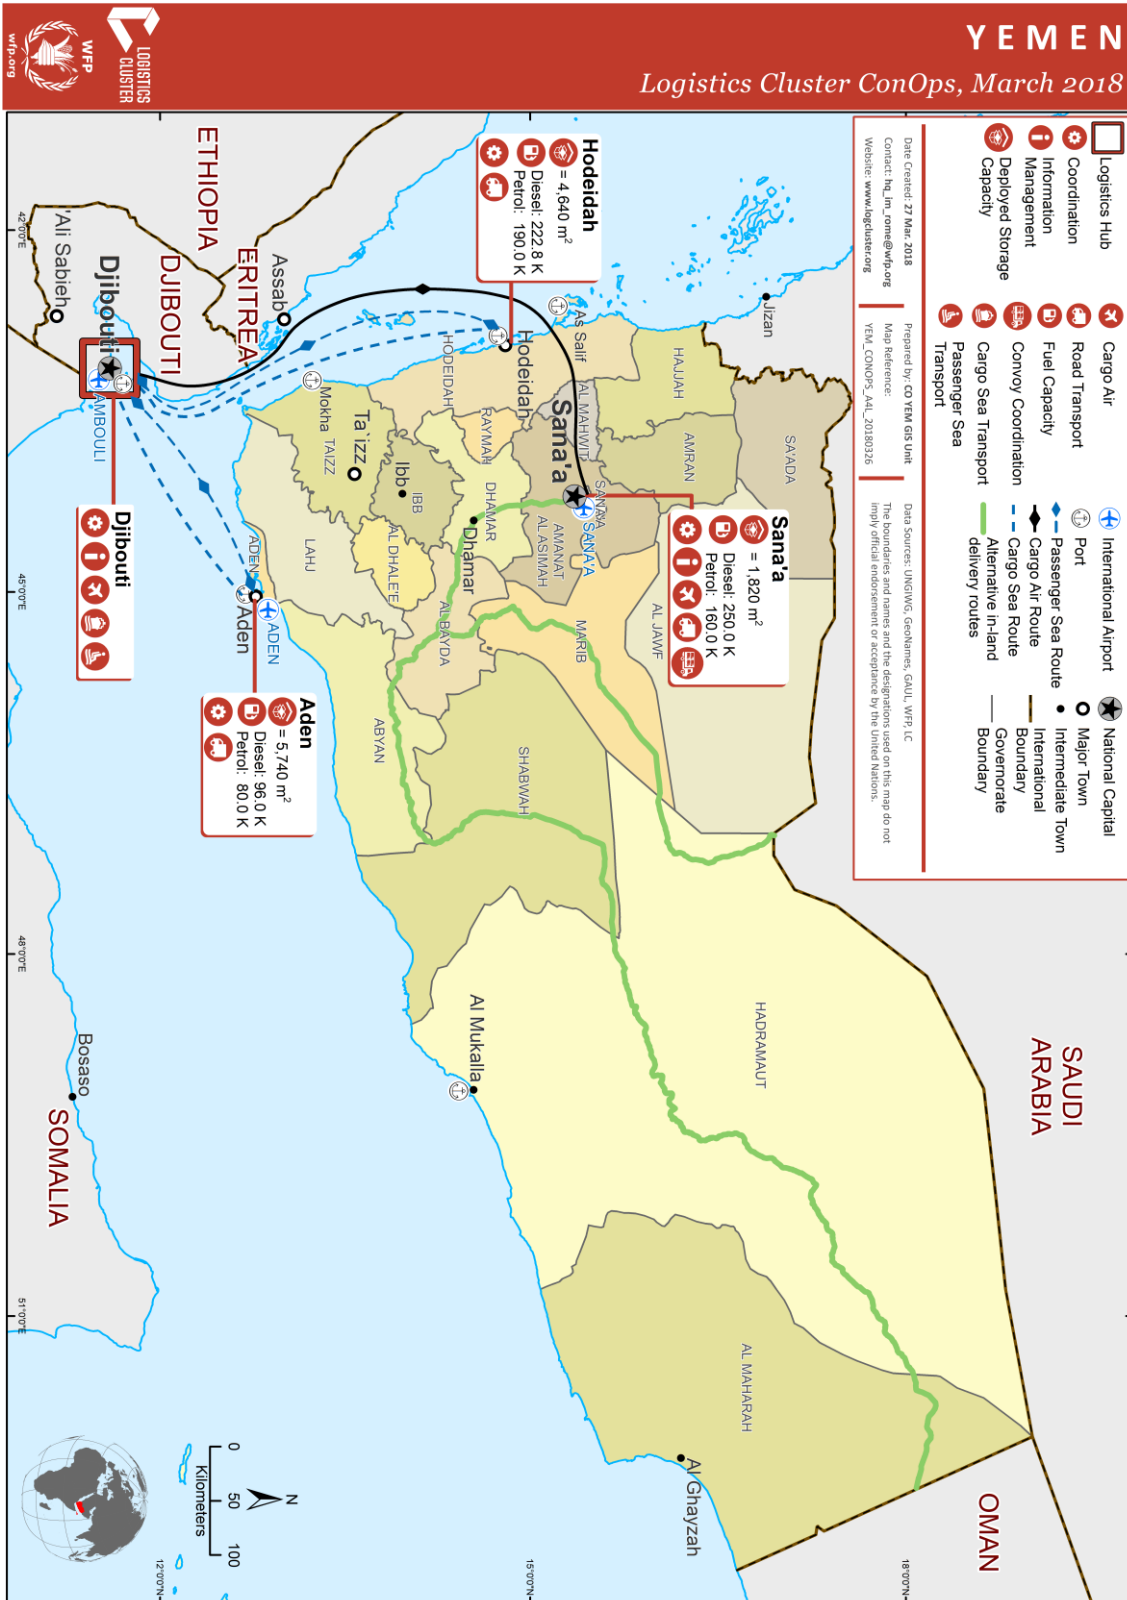 YEMEN
Logistics Cluster ConOps, March 2018
LOGISTICS
CLUSTER
WFP
wfp.org
Logistics Hub
Coordination
Information
Management
Deployed Storage
Capacity
Cargo Air
Road Transport
Fuel Capacity
Convoy Coordination
Cargo Sea Transport
Passenger Sea
Transport
International Airport
Port
Passenger Sea Route
Cargo Air Route
Cargo Sea Route
Alternative in-land
delivery routes
National Capital
Major Town
Intermediate Town
International
Boundary
Governorate
Boundary
Date Created: 27 Mar. 2018
Contact: hq_im_rome@wfp.org
Website: www.logcluster.org
Prepared by: CO YEM GIS Unit
Map Reference:
YEM_CONOPS_A4L_20180326
Data Sources: UNGIWG, GeoNames, GAUL, WFP, LC
The boundaries and names and the designations used on this map do not
imply official endorsement or acceptance by the United Nations.
SAUDI
ARABIA
OMAN
Jizan
SA'ADA
HAJJAH
AMRAN
AL JAWF
HADRAMAUT
AL MAHARAH
Al Ghayzah
Hodeidah
= 4,640 m²
Diesel: 222.8 K
Petrol: 190.0 K
Sana'a
= 1,820 m²
Diesel: 250.0 K
Petrol: 160.0 K
As Salif
AL MAHWIT
SANA'A
SANA'A
Sana'a
AMANAT
AL ASIMAH
MARIB
Hodeidah
HODEIDAH
RAYMAH
DHAMAR
Dhamar
AL BAYDA
SHABWAH
Al Mukalla
Ibb
IBB
AL DHALE'E
Ta'izz
TAIZZ
Mokha
LAHJ
ABYAN
ADEN
Aden
ADEN
Aden
= 5,740 m²
Diesel: 96.0 K
Petrol: 80.0 K
Assab
ERITREA
ETHIOPIA
DJIBOUTI
Djibouti
AMBOULI
'Ali Sabieh
Djibouti
Bosaso
SOMALIA
N
0 50 100
Kilometers
42°0'0"E
45°0'0"E
48°0'0"E
51°0'0"E
12°0'0"N
15°0'0"N
18°0'0"N